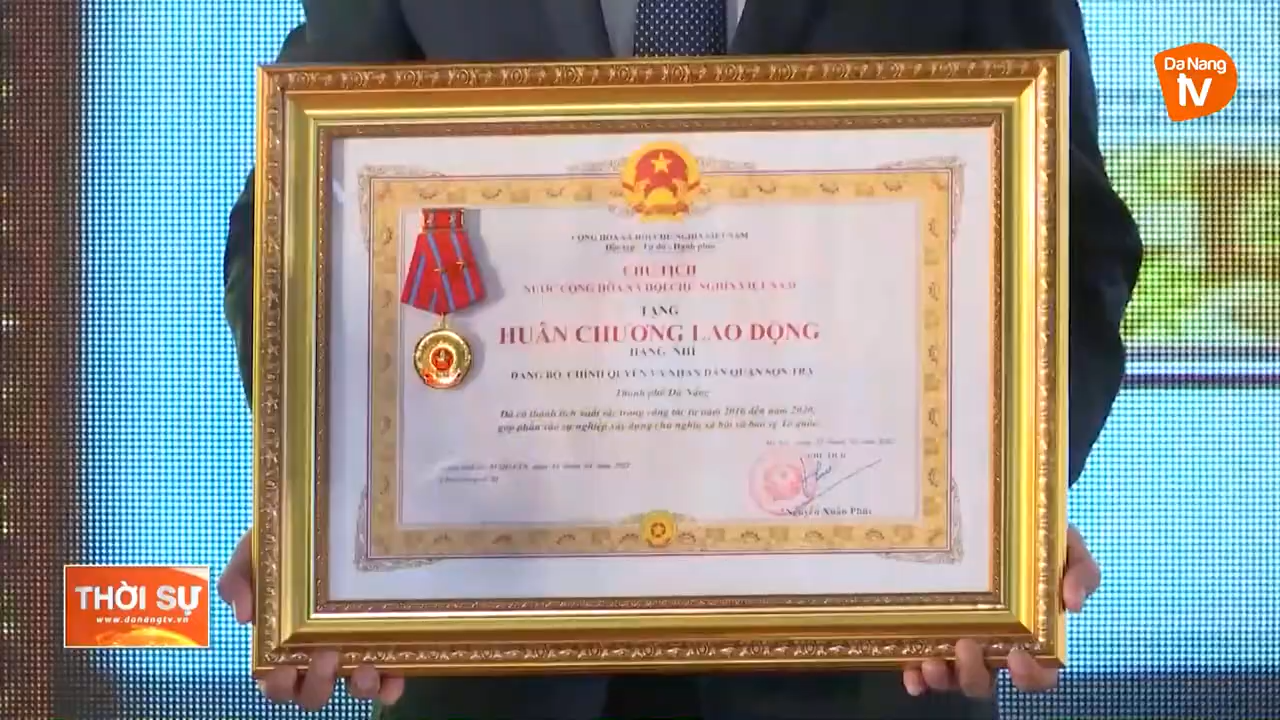 Da Nang
tv
CỘNG HÒA XÃ HỘI CHỦ NGHĨA VIỆT NAM
Độc lập - Tự do - Hạnh phúc
CHỦ TỊCH
NƯỚC CỘNG HÒA XÃ HỘI CHỦ NGHĨA VIỆT NAM
TẶNG
HUÂN CHƯƠNG LAO ĐỘNG
HẠNG NHÌ
ĐẢNG BỘ, CHÍNH QUYỀN VÀ NHÂN DÂN QUẬN SƠN TRÀ
Thành phố Đà Nẵng
Đã có thành tích xuất sắc trong công tác từ năm 2016 đến năm 2020,
góp phần vào sự nghiệp xây dựng chủ nghĩa xã hội và bảo vệ Tổ quốc.
CHỦ TỊCH
Nguyễn Xuân Phúc
THỜI SỰ
www.danangtv.vn